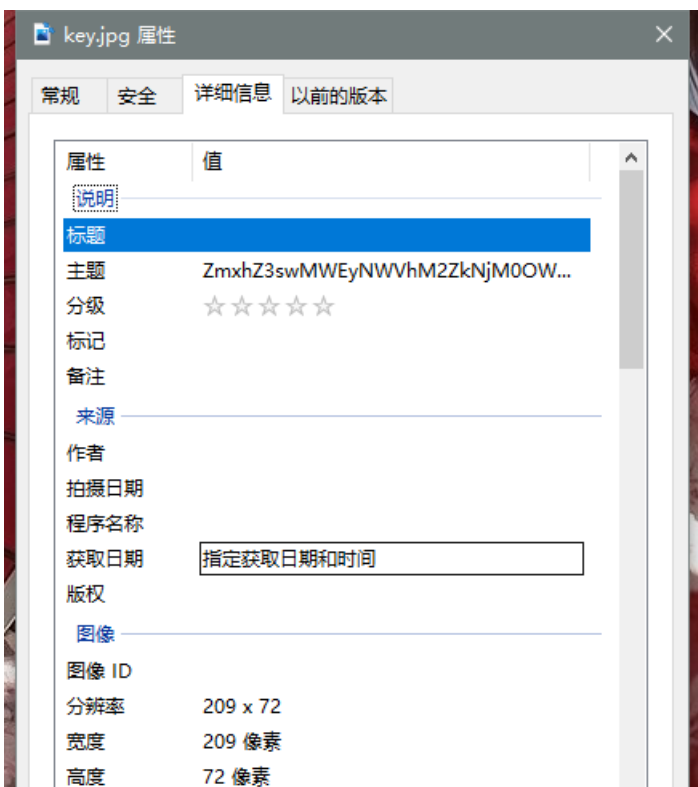 key.jpg 属性
常规 安全 详细信息 以前的版本
属性 值
说明
标题
主题 ZmxhZ3swMWEyNWVhM2ZkNjM0OW...
分级 ☆☆☆☆☆
标记
备注
来源
作者
拍摄日期
程序名称
获取日期 指定获取日期和时间
版权
图像
图像 ID
分辨率 209 x 72
宽度 209 像素
高度 72 像素